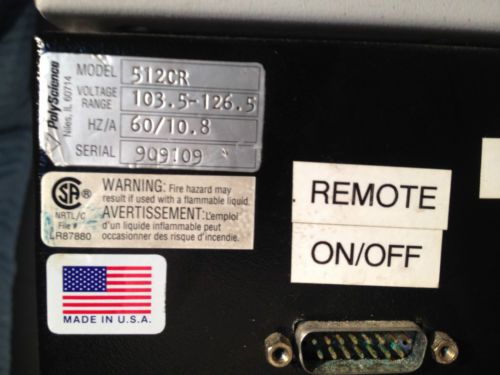 PolyScience
Niles, IL 60714
MODEL 5120R
VOLTAGE RANGE 103.5-126.5
HZ/A 60/10.8
SERIAL 909109
SA
NRTL/C
File #
LR87880
WARNING: Fire hazard may
result if used with a flammable liquid.
AVERTISSEMENT: L'emploi
d'un liquide inflammable peut
occasionner des risques d'incendie.
MADE IN U.S.A.
REMOTE
ON/OFF